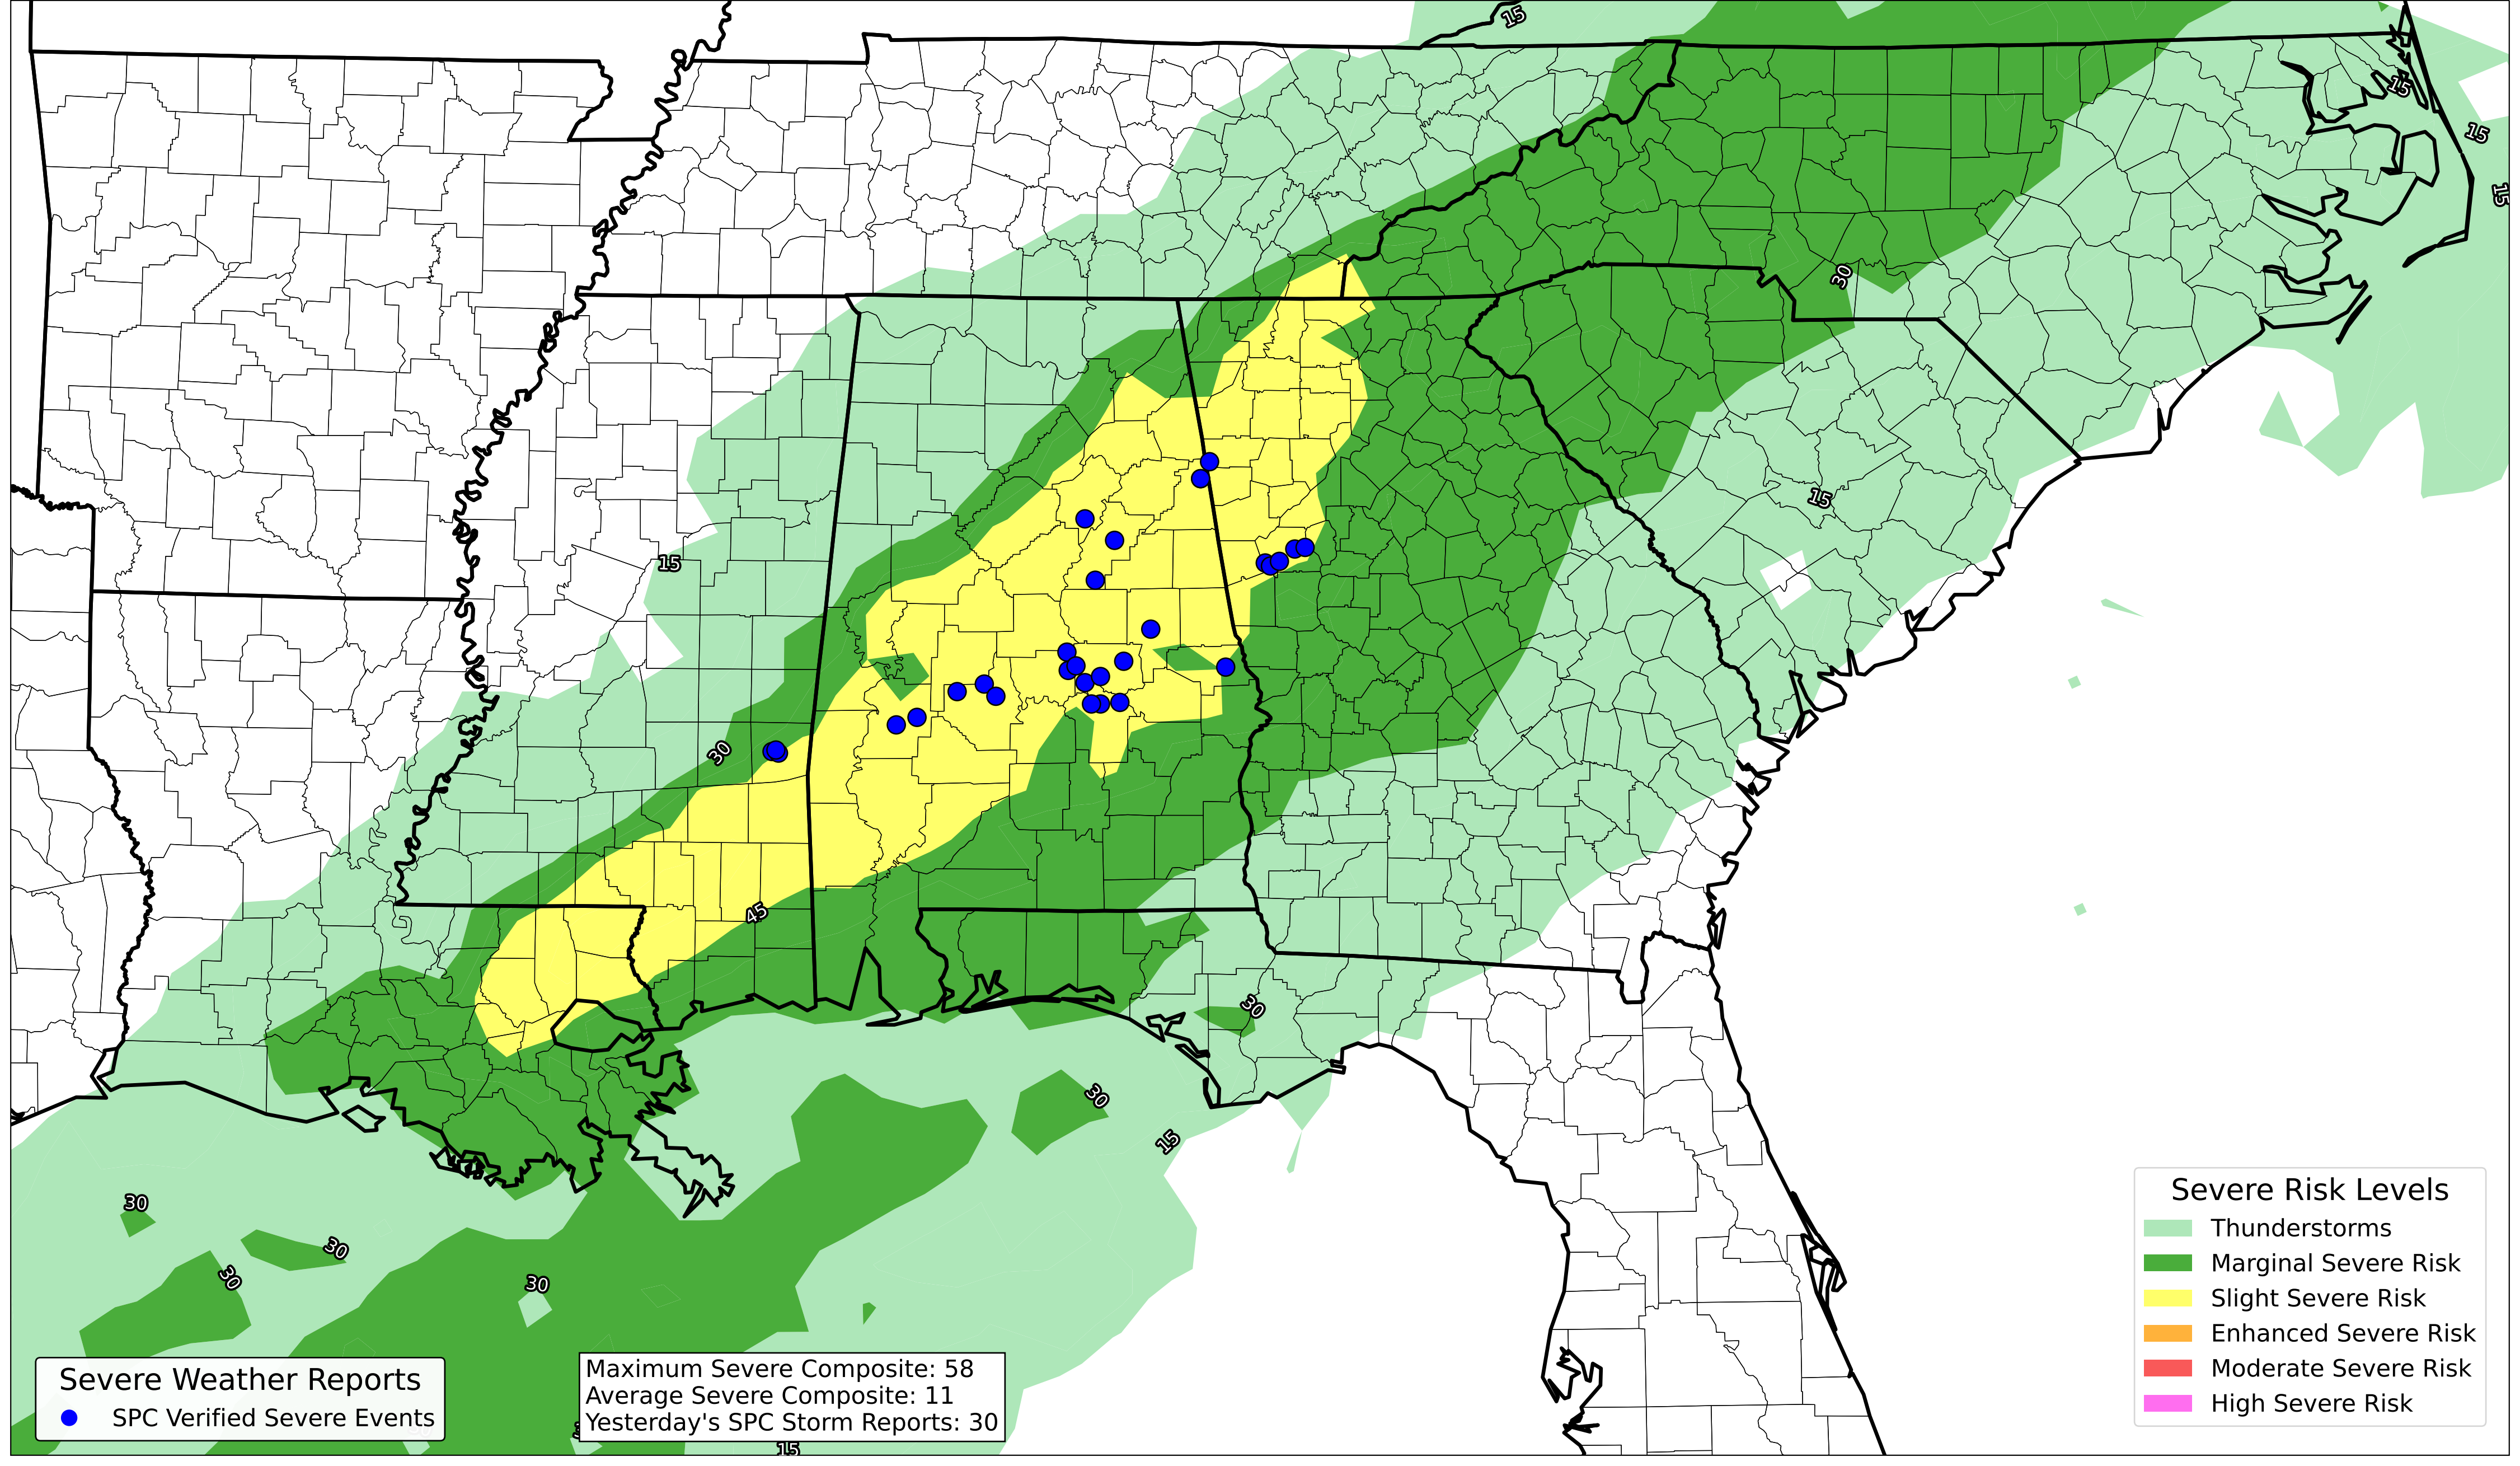 15
15
15
15
30
15
15
30
45
30
30
15
30
30
30
30
15
Severe Weather Reports
SPC Verified Severe Events
Maximum Severe Composite: 58
Average Severe Composite: 11
Yesterday's SPC Storm Reports: 30
Severe Risk Levels
Thunderstorms
Marginal Severe Risk
Slight Severe Risk
Enhanced Severe Risk
Moderate Severe Risk
High Severe Risk